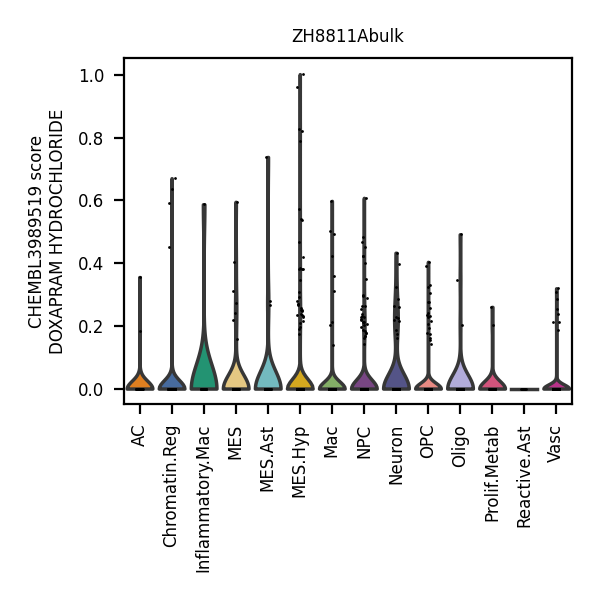 ZH8811Abulk
CHEMBL3989519 score
DOXAPRAM HYDROCHLORIDE
1.0
0.8
0.6
0.4
0.2
0.0
AC
Chromatin.Reg
Inflammatory.Mac
MES
MES.Ast
MES.Hyp
Mac
NPC
Neuron
OPC
Oligo
Prolif.Metab
Reactive.Ast
Vasc